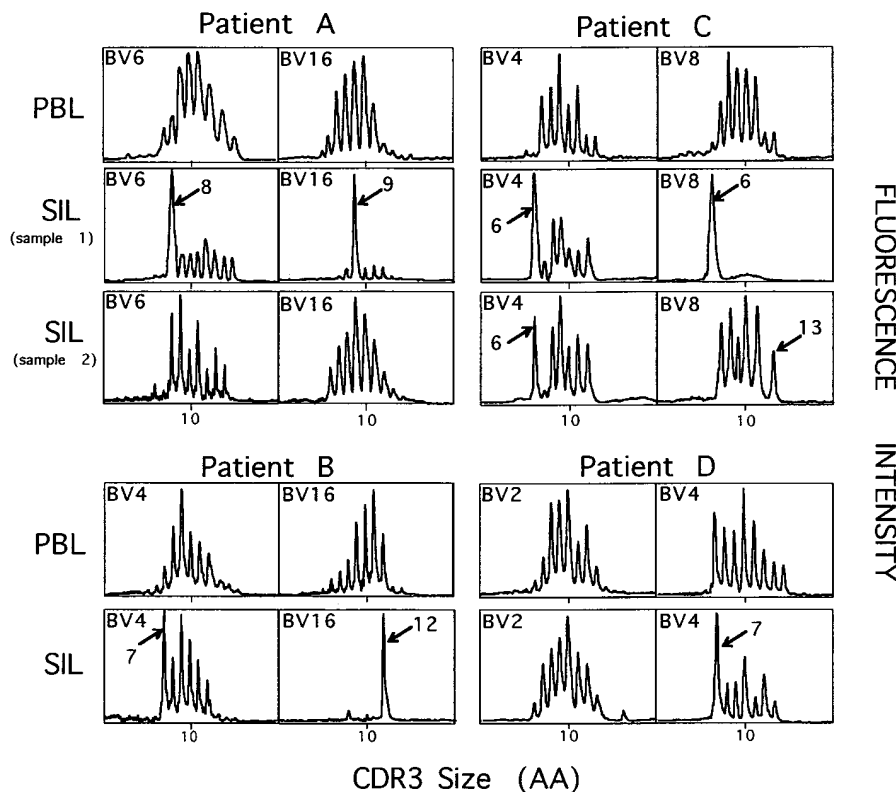 Patient A
Patient C
BV6 BV16 BV4 BV8
PBL
BV6 8 BV16 9 BV4 6 BV8 6
SIL
(sample 1)
BV6 BV16 BV4 6 BV8 13
SIL
(sample 2)
10 10 10 10
Patient B
Patient D
BV4 BV16 BV2 BV4
PBL
BV4 7 BV16 12 BV2 BV4 7
SIL
10 10 10 10
CDR3 Size (AA)
FLUORESCENCE INTENSITY